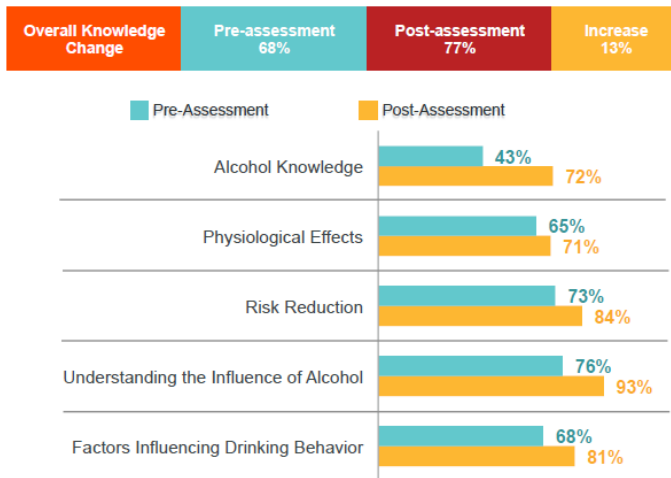 Overall Knowledge Change
Pre-assessment 68%
Post-assessment 77%
Increase 13%
Pre-Assessment
Post-Assessment
Alcohol Knowledge
43%
72%
Physiological Effects
65%
71%
Risk Reduction
73%
84%
Understanding the Influence of Alcohol
76%
93%
Factors Influencing Drinking Behavior
68%
81%